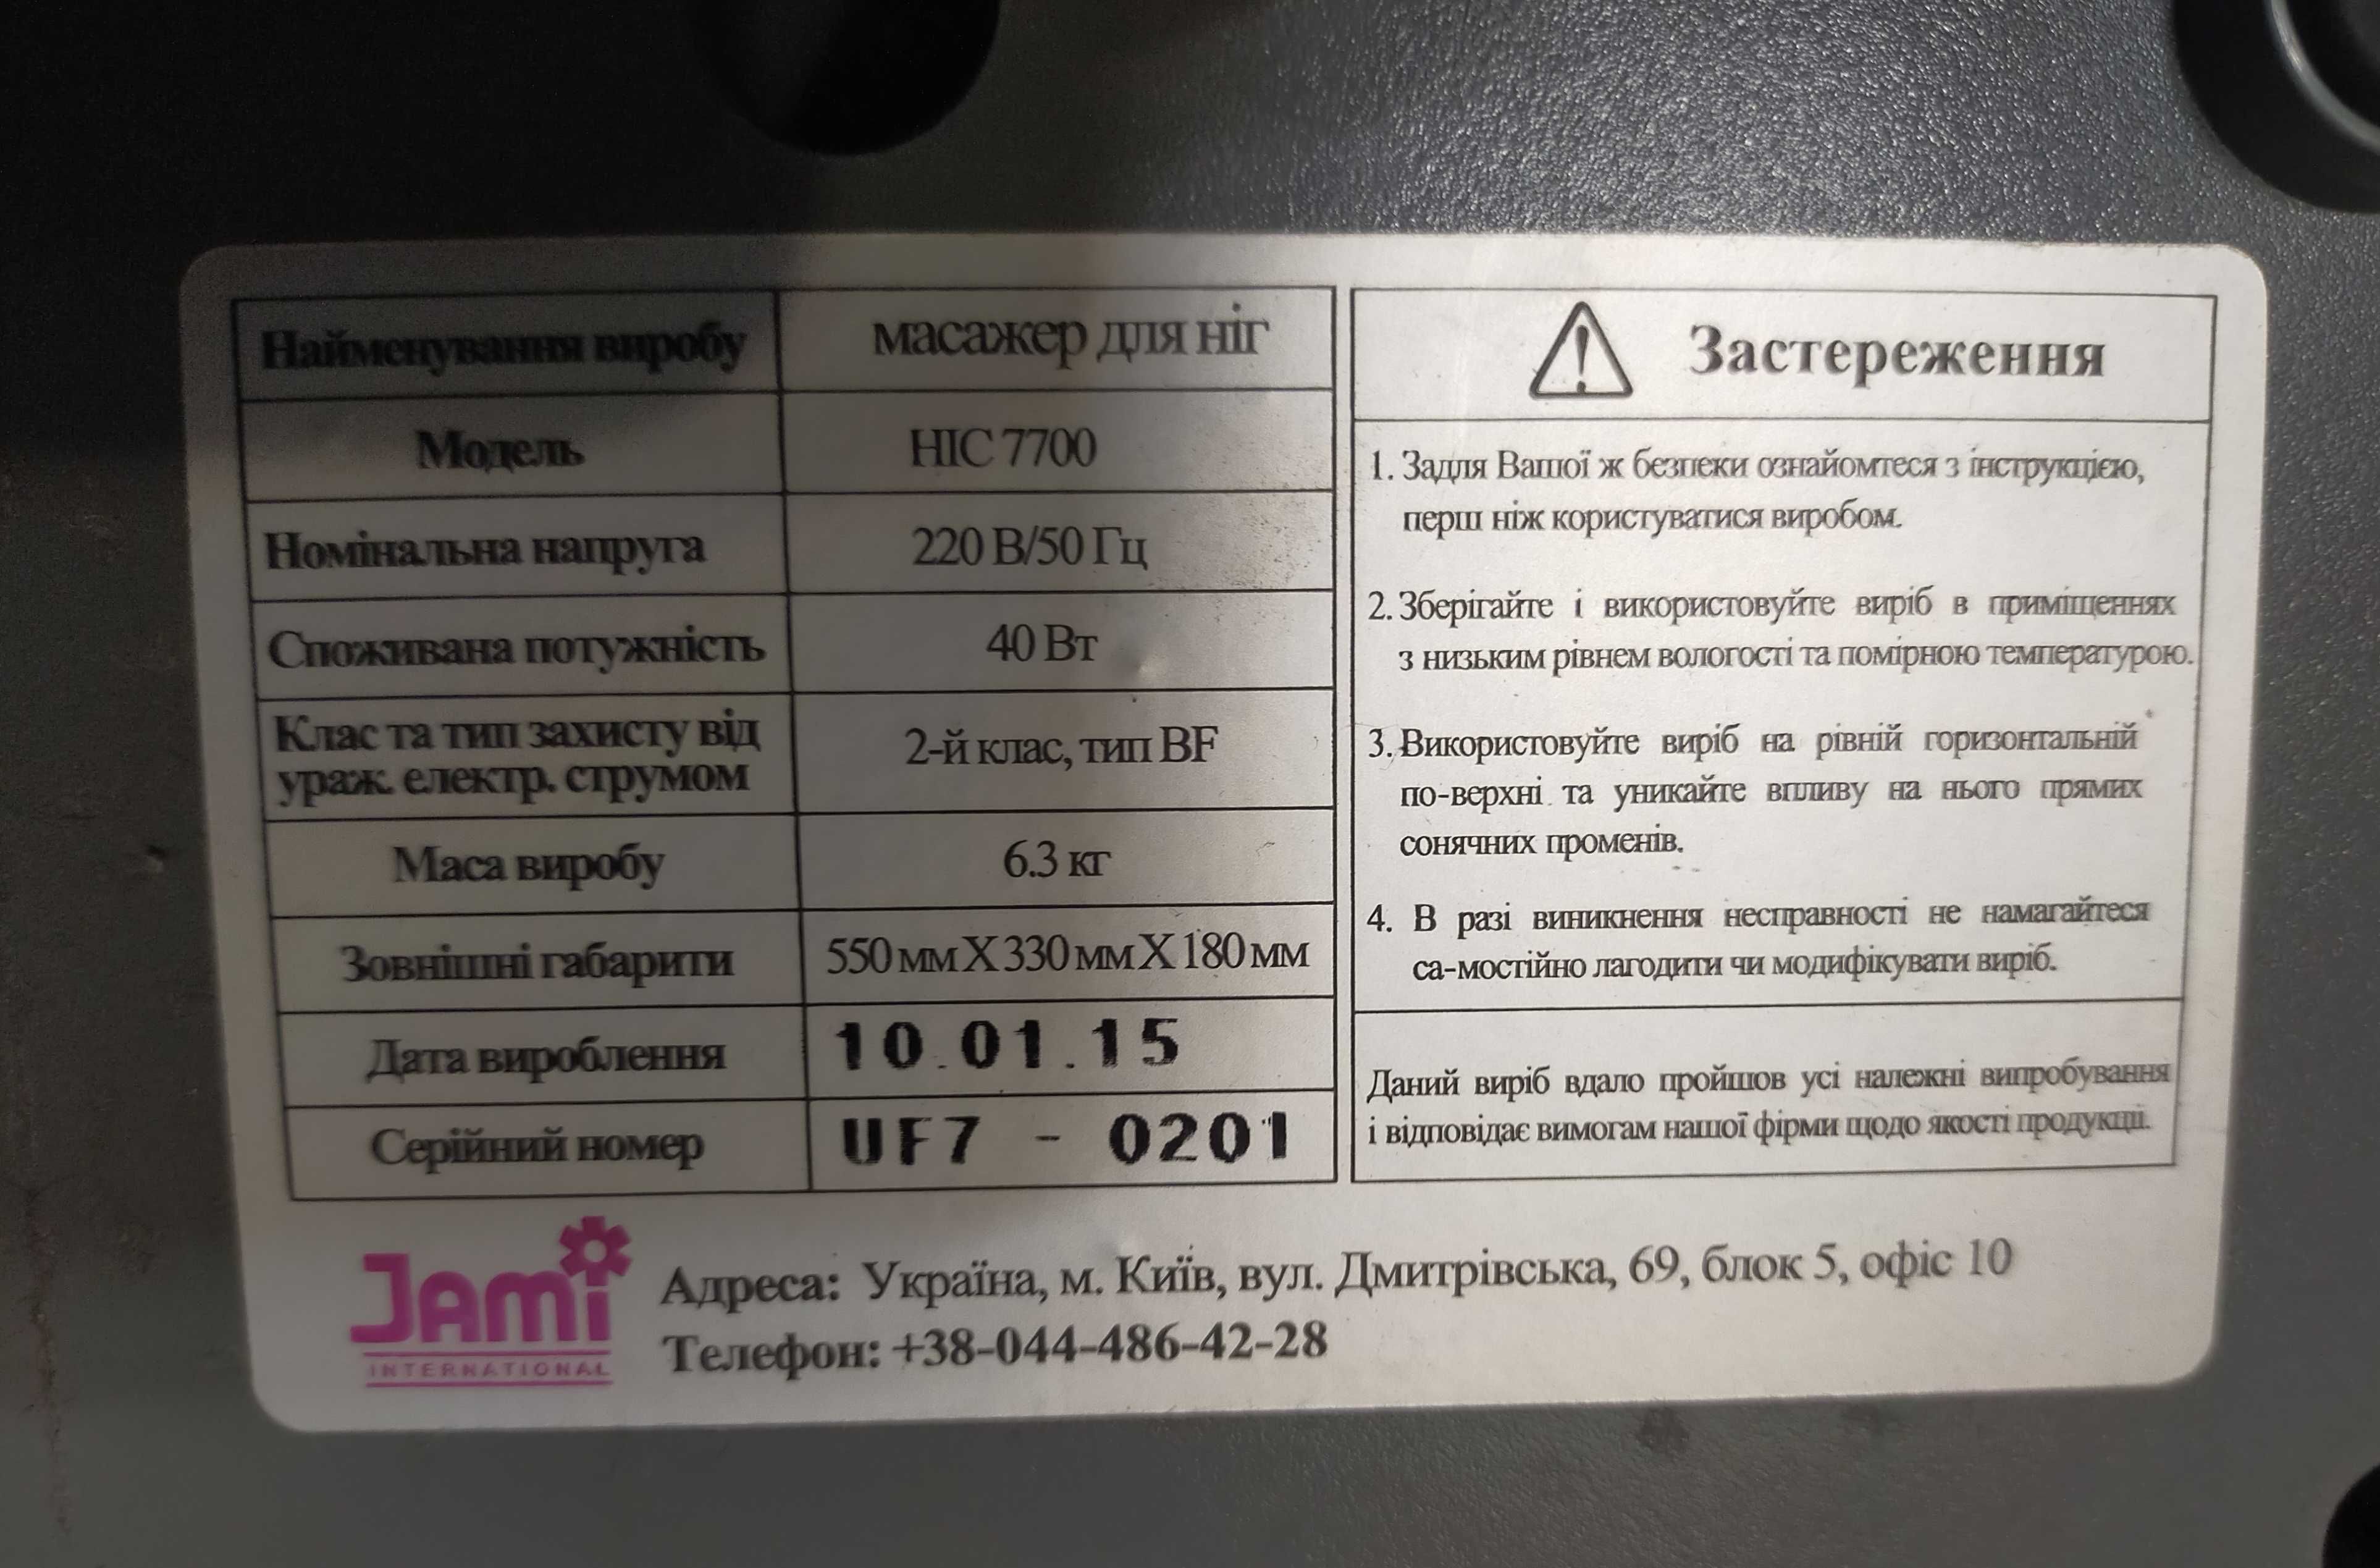 Найменування виробу масажер для ніг
Модель HIC 7700
Номінальна напруга 220 В/50 Гц
Споживана потужність 40 Вт
Клас та тип захисту від
ураж. електр. струмом 2-й клас, тип BF
Маса виробу 6.3 кг
Зовнішні габарити 550 мм X 330 мм X 180 мм
Дата вироблення 10.01.15
Серійний номер UF7 - 0201
Застереження
1. Задля Вашої ж безпеки ознайомтеся з інструкцією,
перш ніж користуватися виробом.
2. Зберігайте і використовуйте виріб в приміщеннях
з низьким рівнем вологості та помірною температурою.
3. Використовуйте виріб на рівній горизонтальній
по-верхні та уникайте впливу на нього прямих
сонячних променів.
4. В разі виникнення несправності не намагайтеся
са-мостійно лагодити чи модифікувати виріб.
Даний виріб вдало пройшов усі належні випробування
і відповідає вимогам нашої фірми щодо якості продукції.
Jami
INTERNATIONAL
Адреса: Україна, м. Київ, вул. Дмитрівська, 69, блок 5, офіс 10
Телефон: +38-044-486-42-28